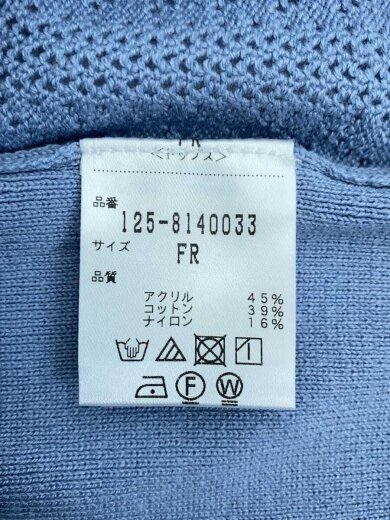 FR
<トップス>
品番
125-8140033
サイズ
FR
品質
アクリル 45%
コットン 39%
ナイロン 16%
F W